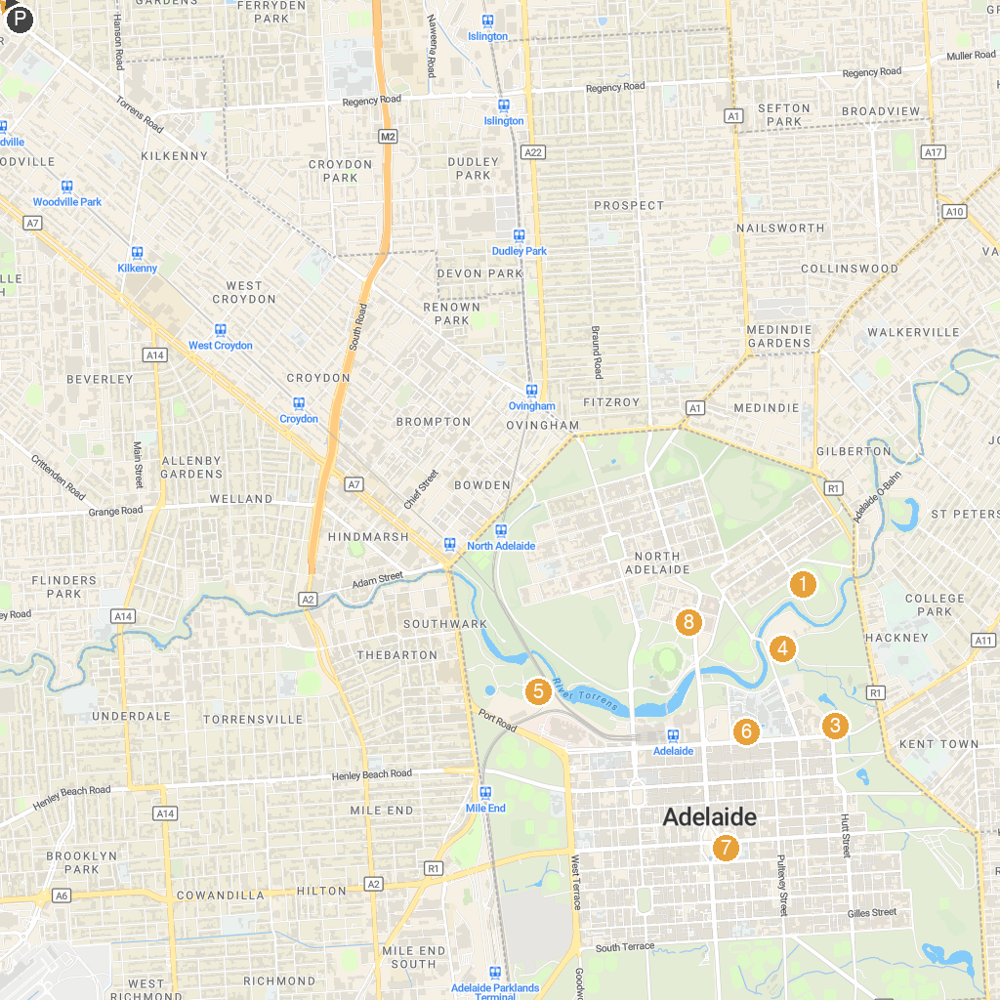 GARDENS
FERRYDEN
PARK
P
Hanson Road
Naweena Road
Islington
Muller Road
Regency Road
Regency Road
Regency Road
Torrens Road
Islington
A1
SEFTON
PARK
BROADVIEW
M2
A22
A17
KILKENNY
CROYDON
PARK
DUDLEY
PARK
Woodville Park
A7
PROSPECT
A10
NAILSWORTH
Dudley Park
Kilkenny
COLLINSWOOD
DEVON PARK
WEST
CROYDON
RENOWN
PARK
South Road
Braund Road
MEDINDIE
GARDENS
WALKERVILLE
West Croydon
A14
BEVERLEY
CROYDON
Ovingham
FITZROY
A1
MEDINDIE
Croydon
BROMPTON
OVINGHAM
Main Street
ALLENBY
GARDENS
GILBERTON
Crittenden Road
A7
Chief Street
BOWDEN
R1
Adelaide O-Bahn
WELLAND
Grange Road
ST PETERS
HINDMARSH
North Adelaide
NORTH
ADELAIDE
Adam Street
FLINDERS
PARK
1
A2
COLLEGE
PARK
A14
SOUTHWARK
8
HACKNEY
A11
THEBARTON
4
5
River Torrens
R1
UNDERDALE
TORRENSVILLE
Port Road
6
3
Adelaide
KENT TOWN
Henley Beach Road
Henley Beach Road
Mile End
A14
MILE END
Adelaide
Hutt Street
7
BROOKLYN
PARK
R1
West Terrace
Pulteney Street
A6
COWANDILLA
HILTON
A2
Gilles Street
South Terrace
MILE END
SOUTH
WEST
RICHMOND
RICHMOND
Adelaide Parklands
Terminal